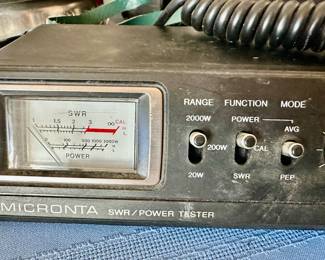 SWR
1.5 2 3 ∞ CAL
H
L
POWER
RANGE FUNCTION MODE
2000W POWER
AVG
200W CAL
20W SWR PEP
MICRONTA SWR/POWER TESTER